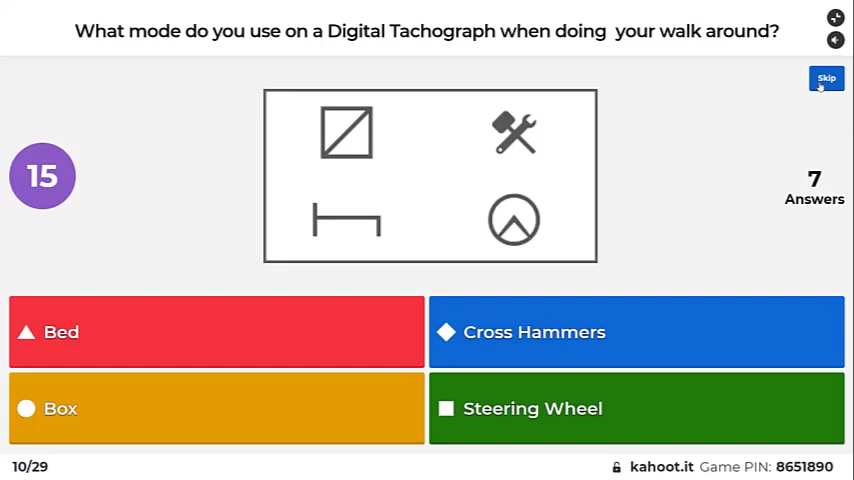 What mode do you use on a Digital Tachograph when doing your walk around?
Skip
15
7
Answers
Bed
Cross Hammers
Box
Steering Wheel
10/29
kahoot.it Game PIN: 8651890